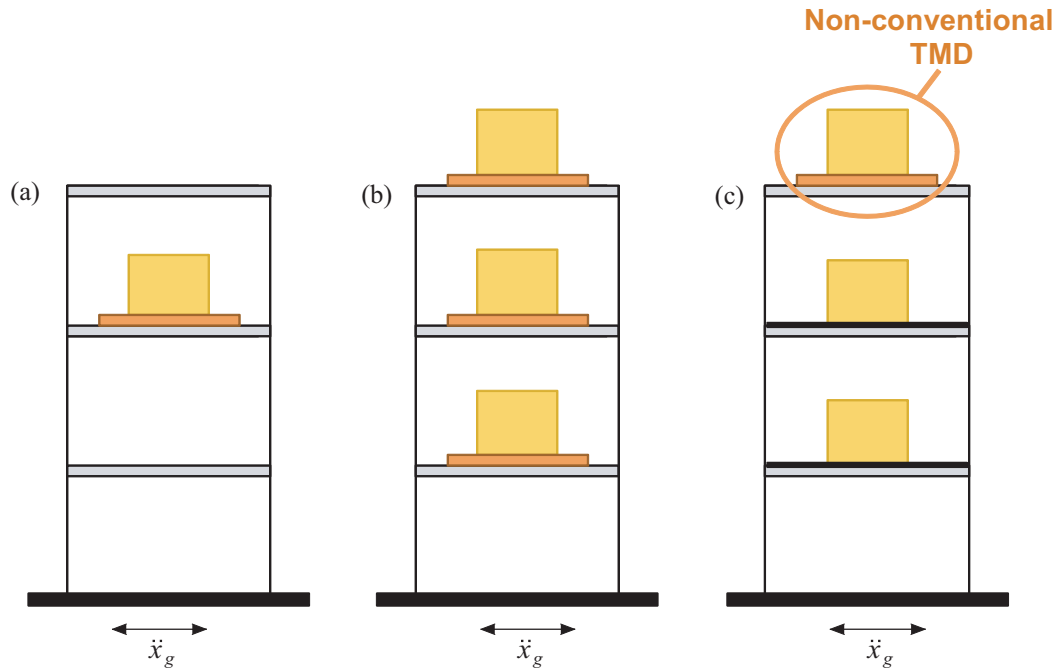 Non-conventional
TMD
(a)
(b)
(c)
ẍg
ẍg
ẍg